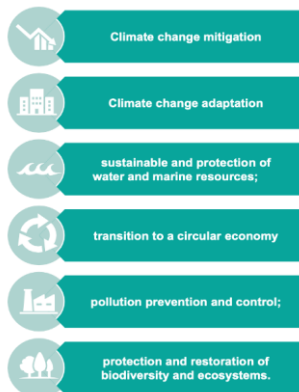 Climate change mitigation
Climate change adaptation
sustainable and protection of
water and marine resources;
transition to a circular economy
pollution prevention and control;
protection and restoration of
biodiversity and ecosystems.